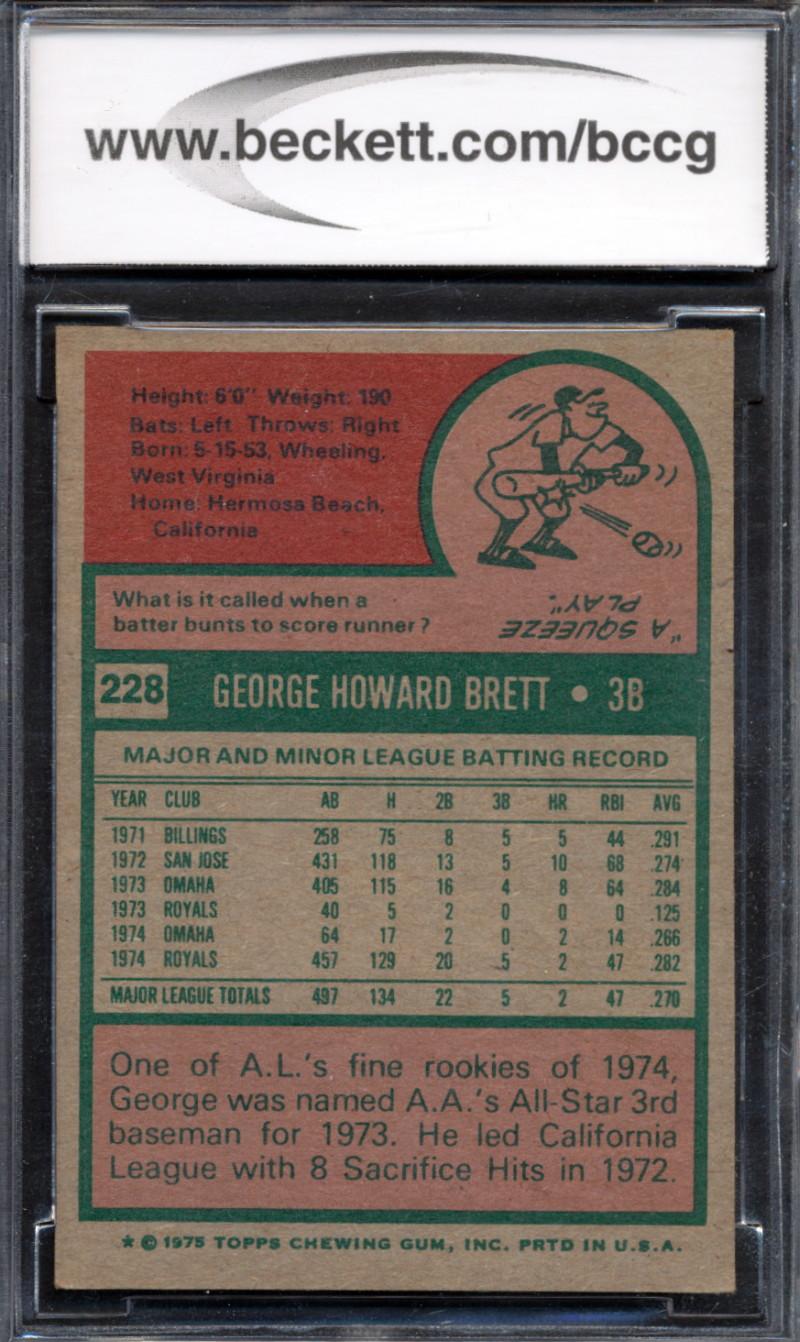 www.beckett.com/bccg
Height: 6'0" Weight: 190
Bats: Left Throws: Right
Born: 5-15-53, Wheeling,
West Virginia
Home: Hermosa Beach,
California
What is it called when a
batter bunts to score runner?
"A SQUEEZE
PLAY".
228 GEORGE HOWARD BRETT • 3B
MAJOR AND MINOR LEAGUE BATTING RECORD
YEAR CLUB AB H 2B 3B HR RBI AVG
1971 BILLINGS 258 75 8 5 5 44 .291
1972 SAN JOSE 431 118 13 5 10 68 .274
1973 OMAHA 405 115 16 4 8 64 .284
1973 ROYALS 40 5 2 0 0 0 .125
1974 OMAHA 64 17 2 0 2 14 .266
1974 ROYALS 457 129 20 5 2 47 .282
MAJOR LEAGUE TOTALS 497 134 22 5 2 47 .270
One of A.L.'s fine rookies of 1974,
George was named A.A.'s All-Star 3rd
baseman for 1973. He led California
League with 8 Sacrifice Hits in 1972.
* © 1975 TOPPS CHEWING GUM, INC. PRTD IN U.S.A.